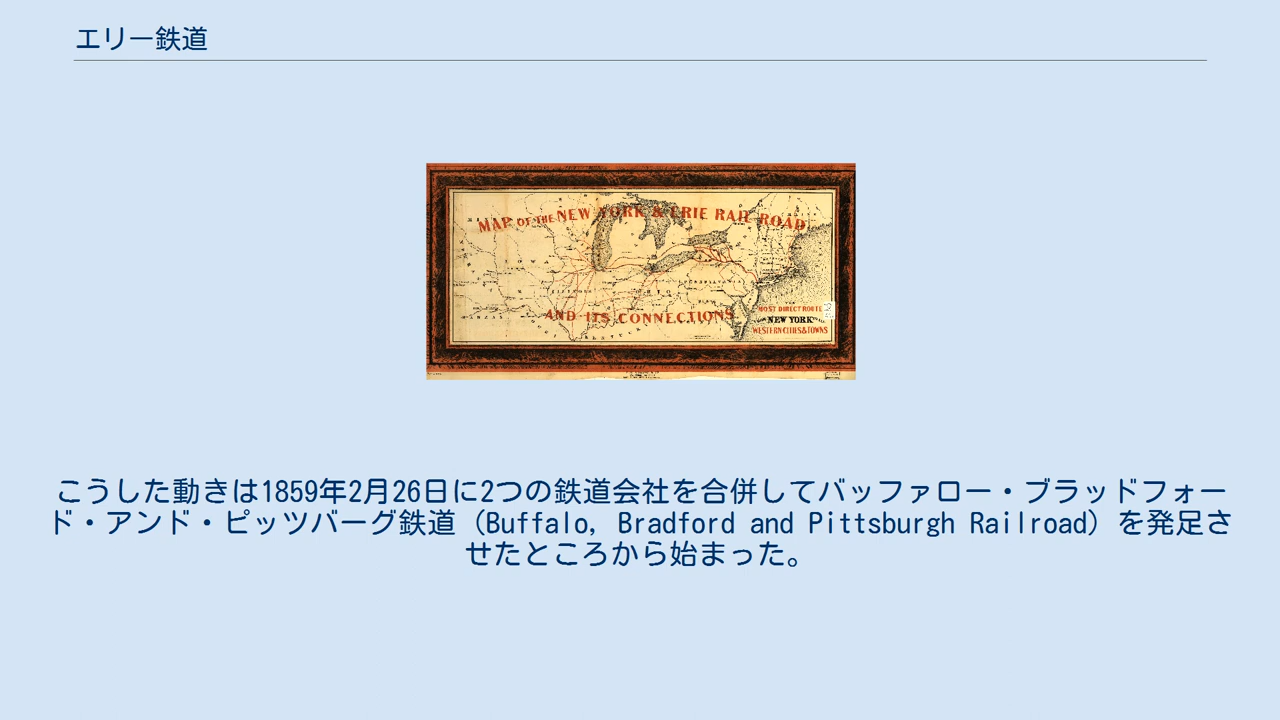 エリー鉄道
MAP OF THE NEW YORK & ERIE RAIL ROAD
AND ITS CONNECTIONS
MOST DIRECT ROUTE
NEW YORK
WESTERN CITIES & TOWNS
こうした動きは1859年2月26日に2つの鉄道会社を合併してバッファロー・ブラッドフォー
ド・アンド・ピッツバーグ鉄道（Buffalo, Bradford and Pittsburgh Railroad）を発足さ
せたところから始まった。